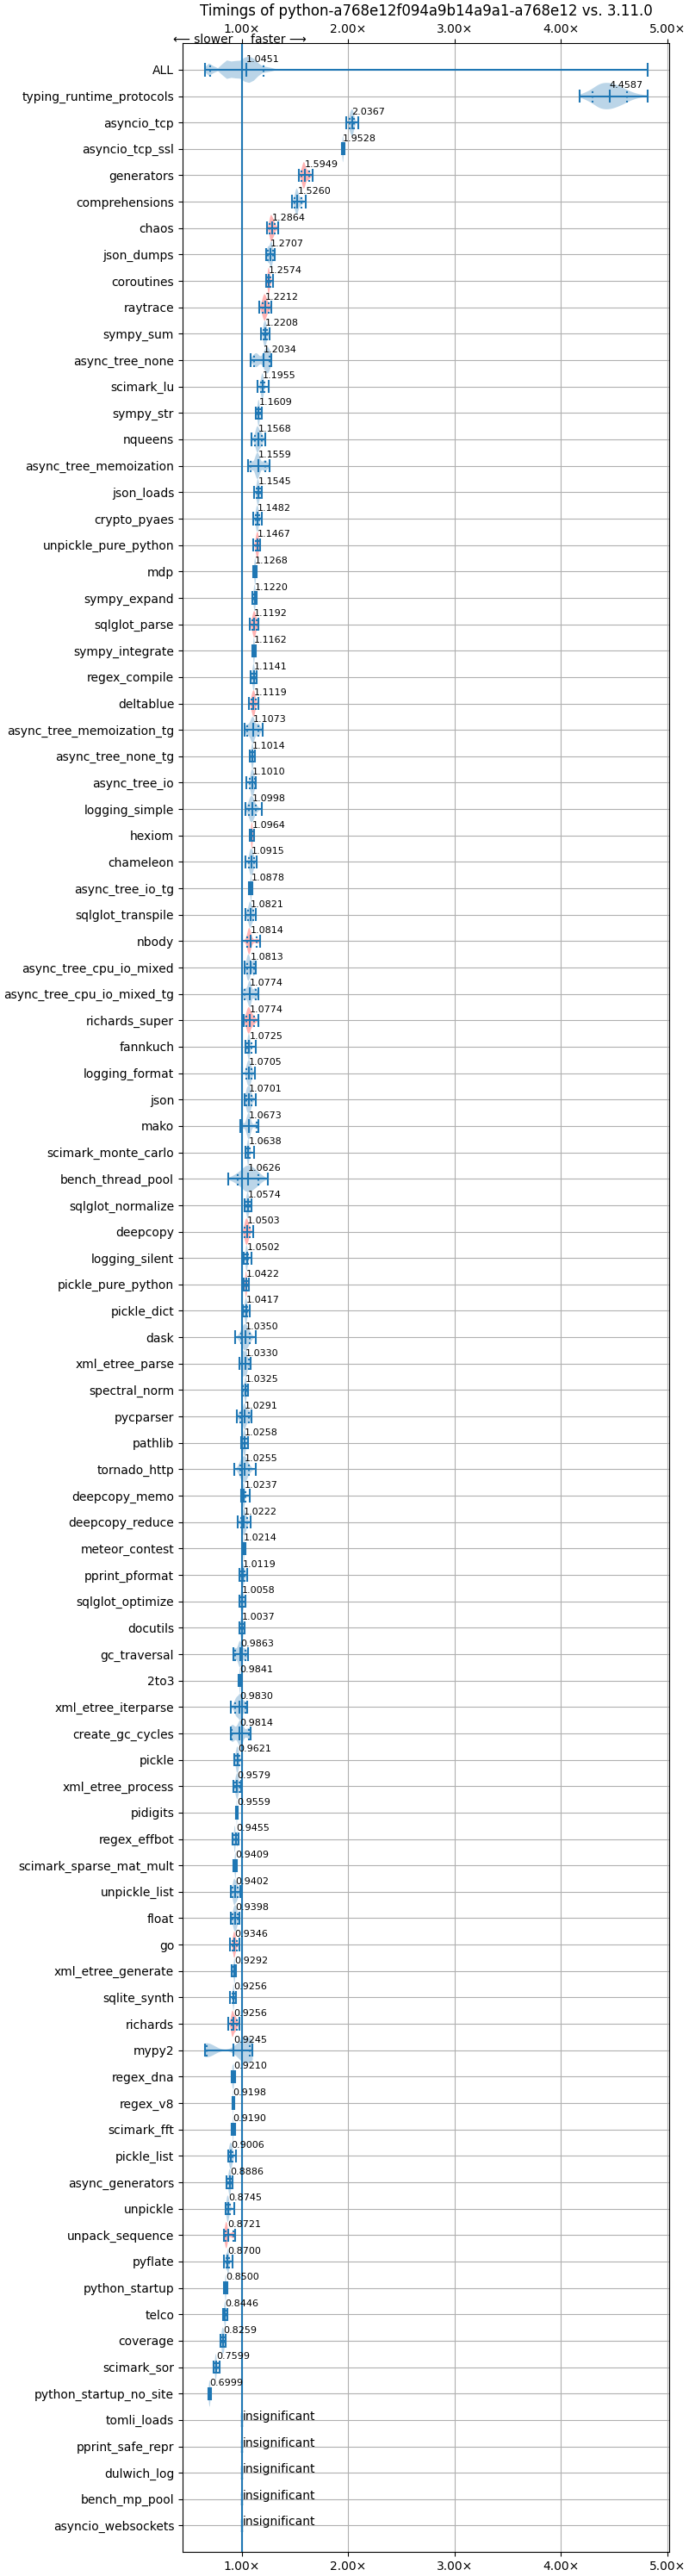 Timings of python-a768e12f094a9b14a9a1-a768e12 vs. 3.11.0
1.00× 2.00× 3.00× 4.00× 5.00×
⟵ slower faster ⟶
ALL 1.0451
typing_runtime_protocols 4.4587
asyncio_tcp 2.0367
asyncio_tcp_ssl 1.9528
generators 1.5949
comprehensions 1.5260
chaos 1.2864
json_dumps 1.2707
coroutines 1.2574
raytrace 1.2212
sympy_sum 1.2208
async_tree_none 1.2034
scimark_lu 1.1955
sympy_str 1.1609
nqueens 1.1568
async_tree_memoization 1.1559
json_loads 1.1545
crypto_pyaes 1.1482
unpickle_pure_python 1.1467
mdp 1.1268
sympy_expand 1.1220
sqlglot_parse 1.1192
sympy_integrate 1.1162
regex_compile 1.1141
deltablue 1.1119
async_tree_memoization_tg 1.1073
async_tree_none_tg 1.1014
async_tree_io 1.1010
logging_simple 1.0998
hexiom 1.0964
chameleon 1.0915
async_tree_io_tg 1.0878
sqlglot_transpile 1.0821
nbody 1.0814
async_tree_cpu_io_mixed 1.0813
async_tree_cpu_io_mixed_tg 1.0774
richards_super 1.0774
fannkuch 1.0725
logging_format 1.0705
json 1.0701
mako 1.0673
scimark_monte_carlo 1.0638
bench_thread_pool 1.0626
sqlglot_normalize 1.0574
deepcopy 1.0503
logging_silent 1.0502
pickle_pure_python 1.0422
pickle_dict 1.0417
dask 1.0350
xml_etree_parse 1.0330
spectral_norm 1.0325
pycparser 1.0291
pathlib 1.0258
tornado_http 1.0255
deepcopy_memo 1.0237
deepcopy_reduce 1.0222
meteor_contest 1.0214
pprint_pformat 1.0119
sqlglot_optimize 1.0058
docutils 1.0037
gc_traversal 0.9863
2to3 0.9841
xml_etree_iterparse 0.9830
create_gc_cycles 0.9814
pickle 0.9621
xml_etree_process 0.9579
pidigits 0.9559
regex_effbot 0.9455
scimark_sparse_mat_mult 0.9409
unpickle_list 0.9402
float 0.9398
go 0.9346
xml_etree_generate 0.9292
sqlite_synth 0.9256
richards 0.9256
mypy2 0.9245
regex_dna 0.9210
regex_v8 0.9198
scimark_fft 0.9190
pickle_list 0.9006
async_generators 0.8886
unpickle 0.8745
unpack_sequence 0.8721
pyflate 0.8700
python_startup 0.8500
telco 0.8446
coverage 0.8259
scimark_sor 0.7599
python_startup_no_site 0.6999
tomli_loads insignificant
pprint_safe_repr insignificant
dulwich_log insignificant
bench_mp_pool insignificant
asyncio_websockets insignificant
1.00× 2.00× 3.00× 4.00× 5.00×